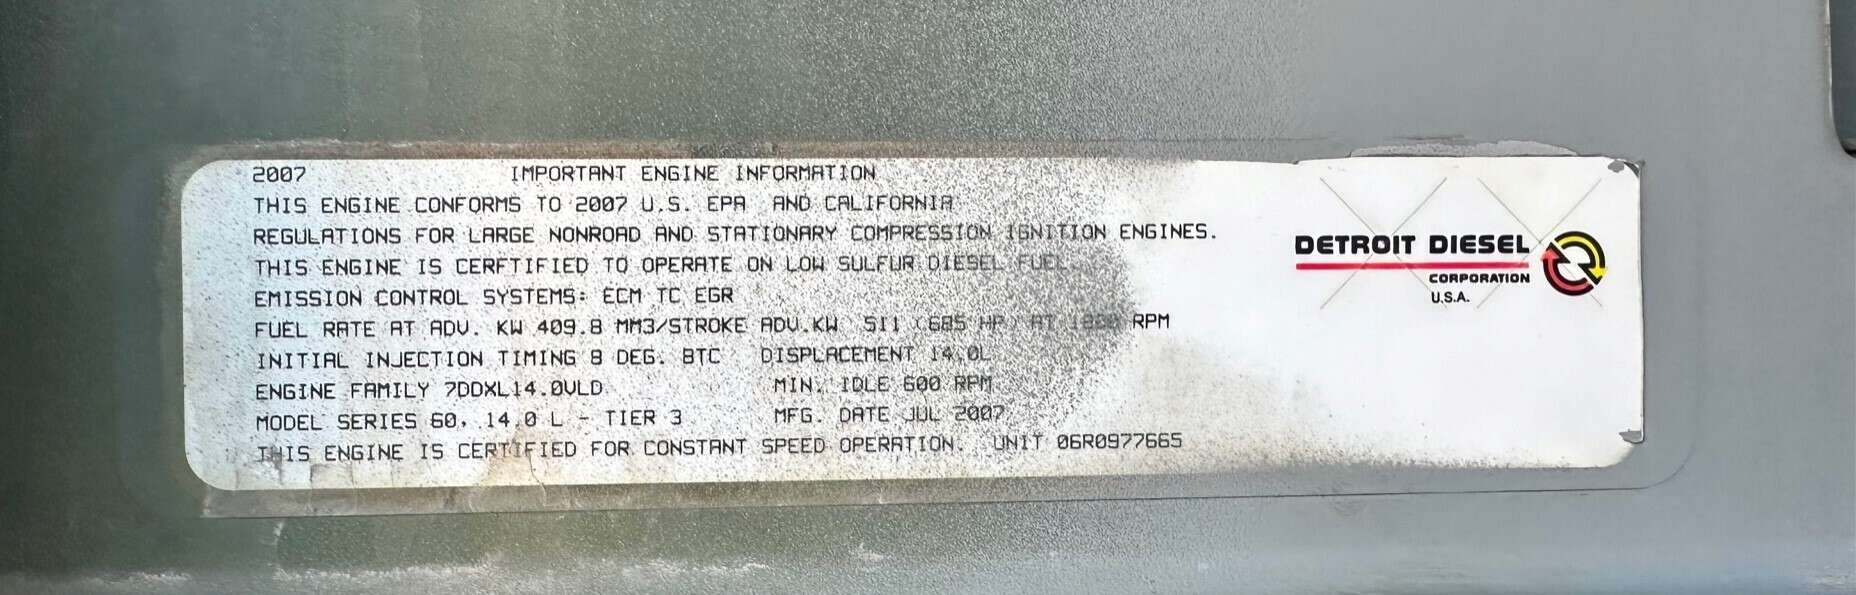 2007 IMPORTANT ENGINE INFORMATION
THIS ENGINE CONFORMS TO 2007 U.S. EPA AND CALIFORNIA
REGULATIONS FOR LARGE NONROAD AND STATIONARY COMPRESSION IGNITION ENGINES.
THIS ENGINE IS CERFTIFIED TO OPERATE ON LOW SULFUR DIESEL FUEL.
EMISSION CONTROL SYSTEMS: ECM TC EGR
FUEL RATE AT ADV. KW 409.8 MM3/STROKE ADV.KW 511 (685 HP) AT RPM
INITIAL INJECTION TIMING 8 DEG. BTC DISPLACEMENT 14.0L
ENGINE FAMILY 7DDXL14.0VLD MIN. IDLE 600 RPM
MODEL SERIES 60, 14.0 L - TIER 3 MFG. DATE JUL 2007
THIS ENGINE IS CERTIFIED FOR CONSTANT SPEED OPERATION. UNIT 06R0977665
DETROIT DIESEL
CORPORATION
U.S.A.